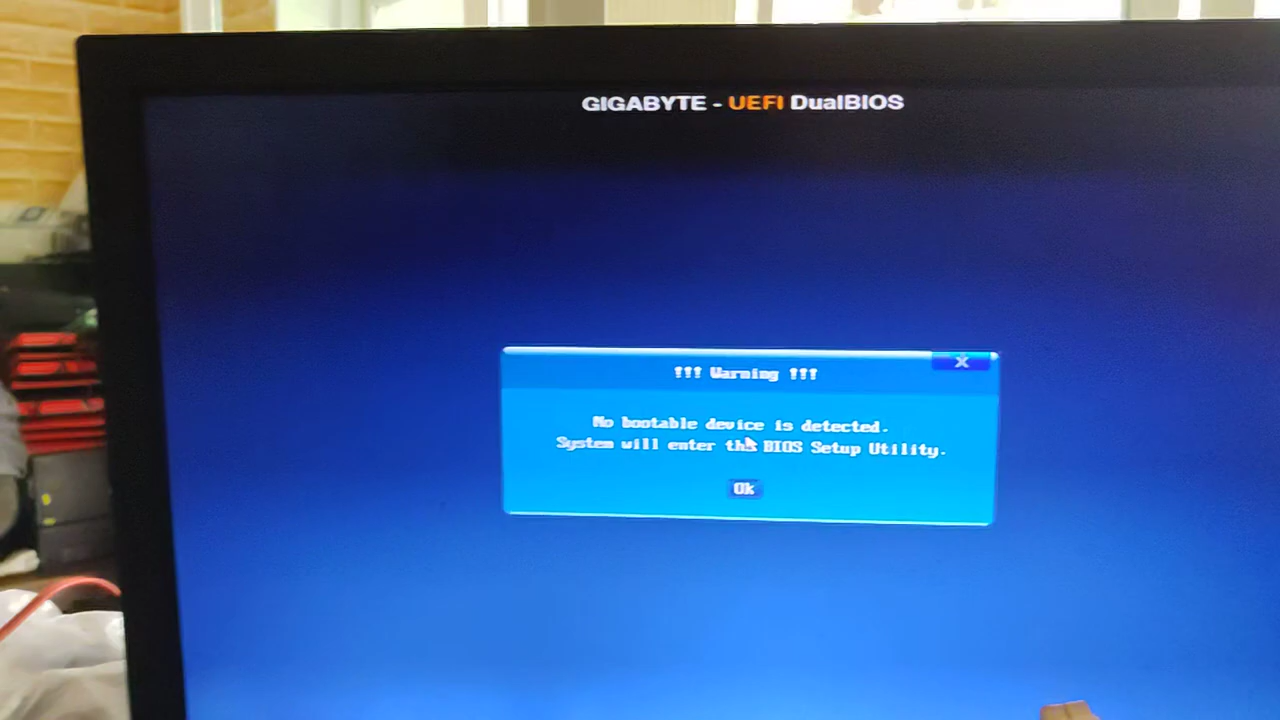 GIGABYTE - UEFI DualBIOS
X
!!! Warning !!!
No bootable device is detected.
System will enter the BIOS Setup Utility.
Ok